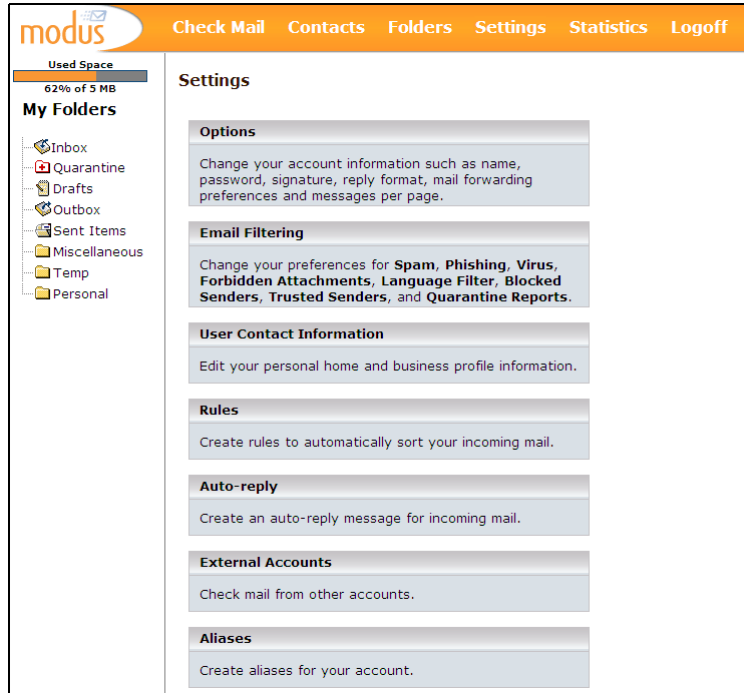 modus
Check Mail Contacts Folders Settings Statistics Logoff
Used Space
62% of 5 MB
My Folders
Inbox
Quarantine
Drafts
Outbox
Sent Items
Miscellaneous
Temp
Personal
Settings
Options
Change your account information such as name,
password, signature, reply format, mail forwarding
preferences and messages per page.
Email Filtering
Change your preferences for Spam, Phishing, Virus,
Forbidden Attachments, Language Filter, Blocked
Senders, Trusted Senders, and Quarantine Reports.
User Contact Information
Edit your personal home and business profile information.
Rules
Create rules to automatically sort your incoming mail.
Auto-reply
Create an auto-reply message for incoming mail.
External Accounts
Check mail from other accounts.
Aliases
Create aliases for your account.